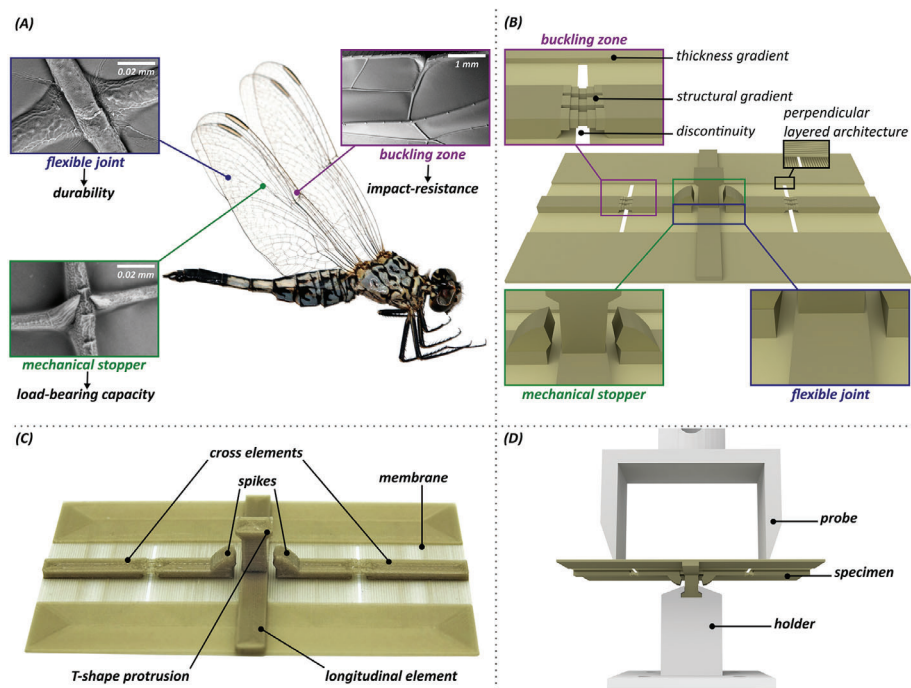 (A)
0.02 mm
flexible joint
durability
1 mm
buckling zone
impact-resistance
0.02 mm
mechanical stopper
load-bearing capacity
(B)
buckling zone
thickness gradient
structural gradient
discontinuity
perpendicular
layered architecture
mechanical stopper
flexible joint
(C)
cross elements
spikes
membrane
T-shape protrusion
longitudinal element
(D)
probe
specimen
holder